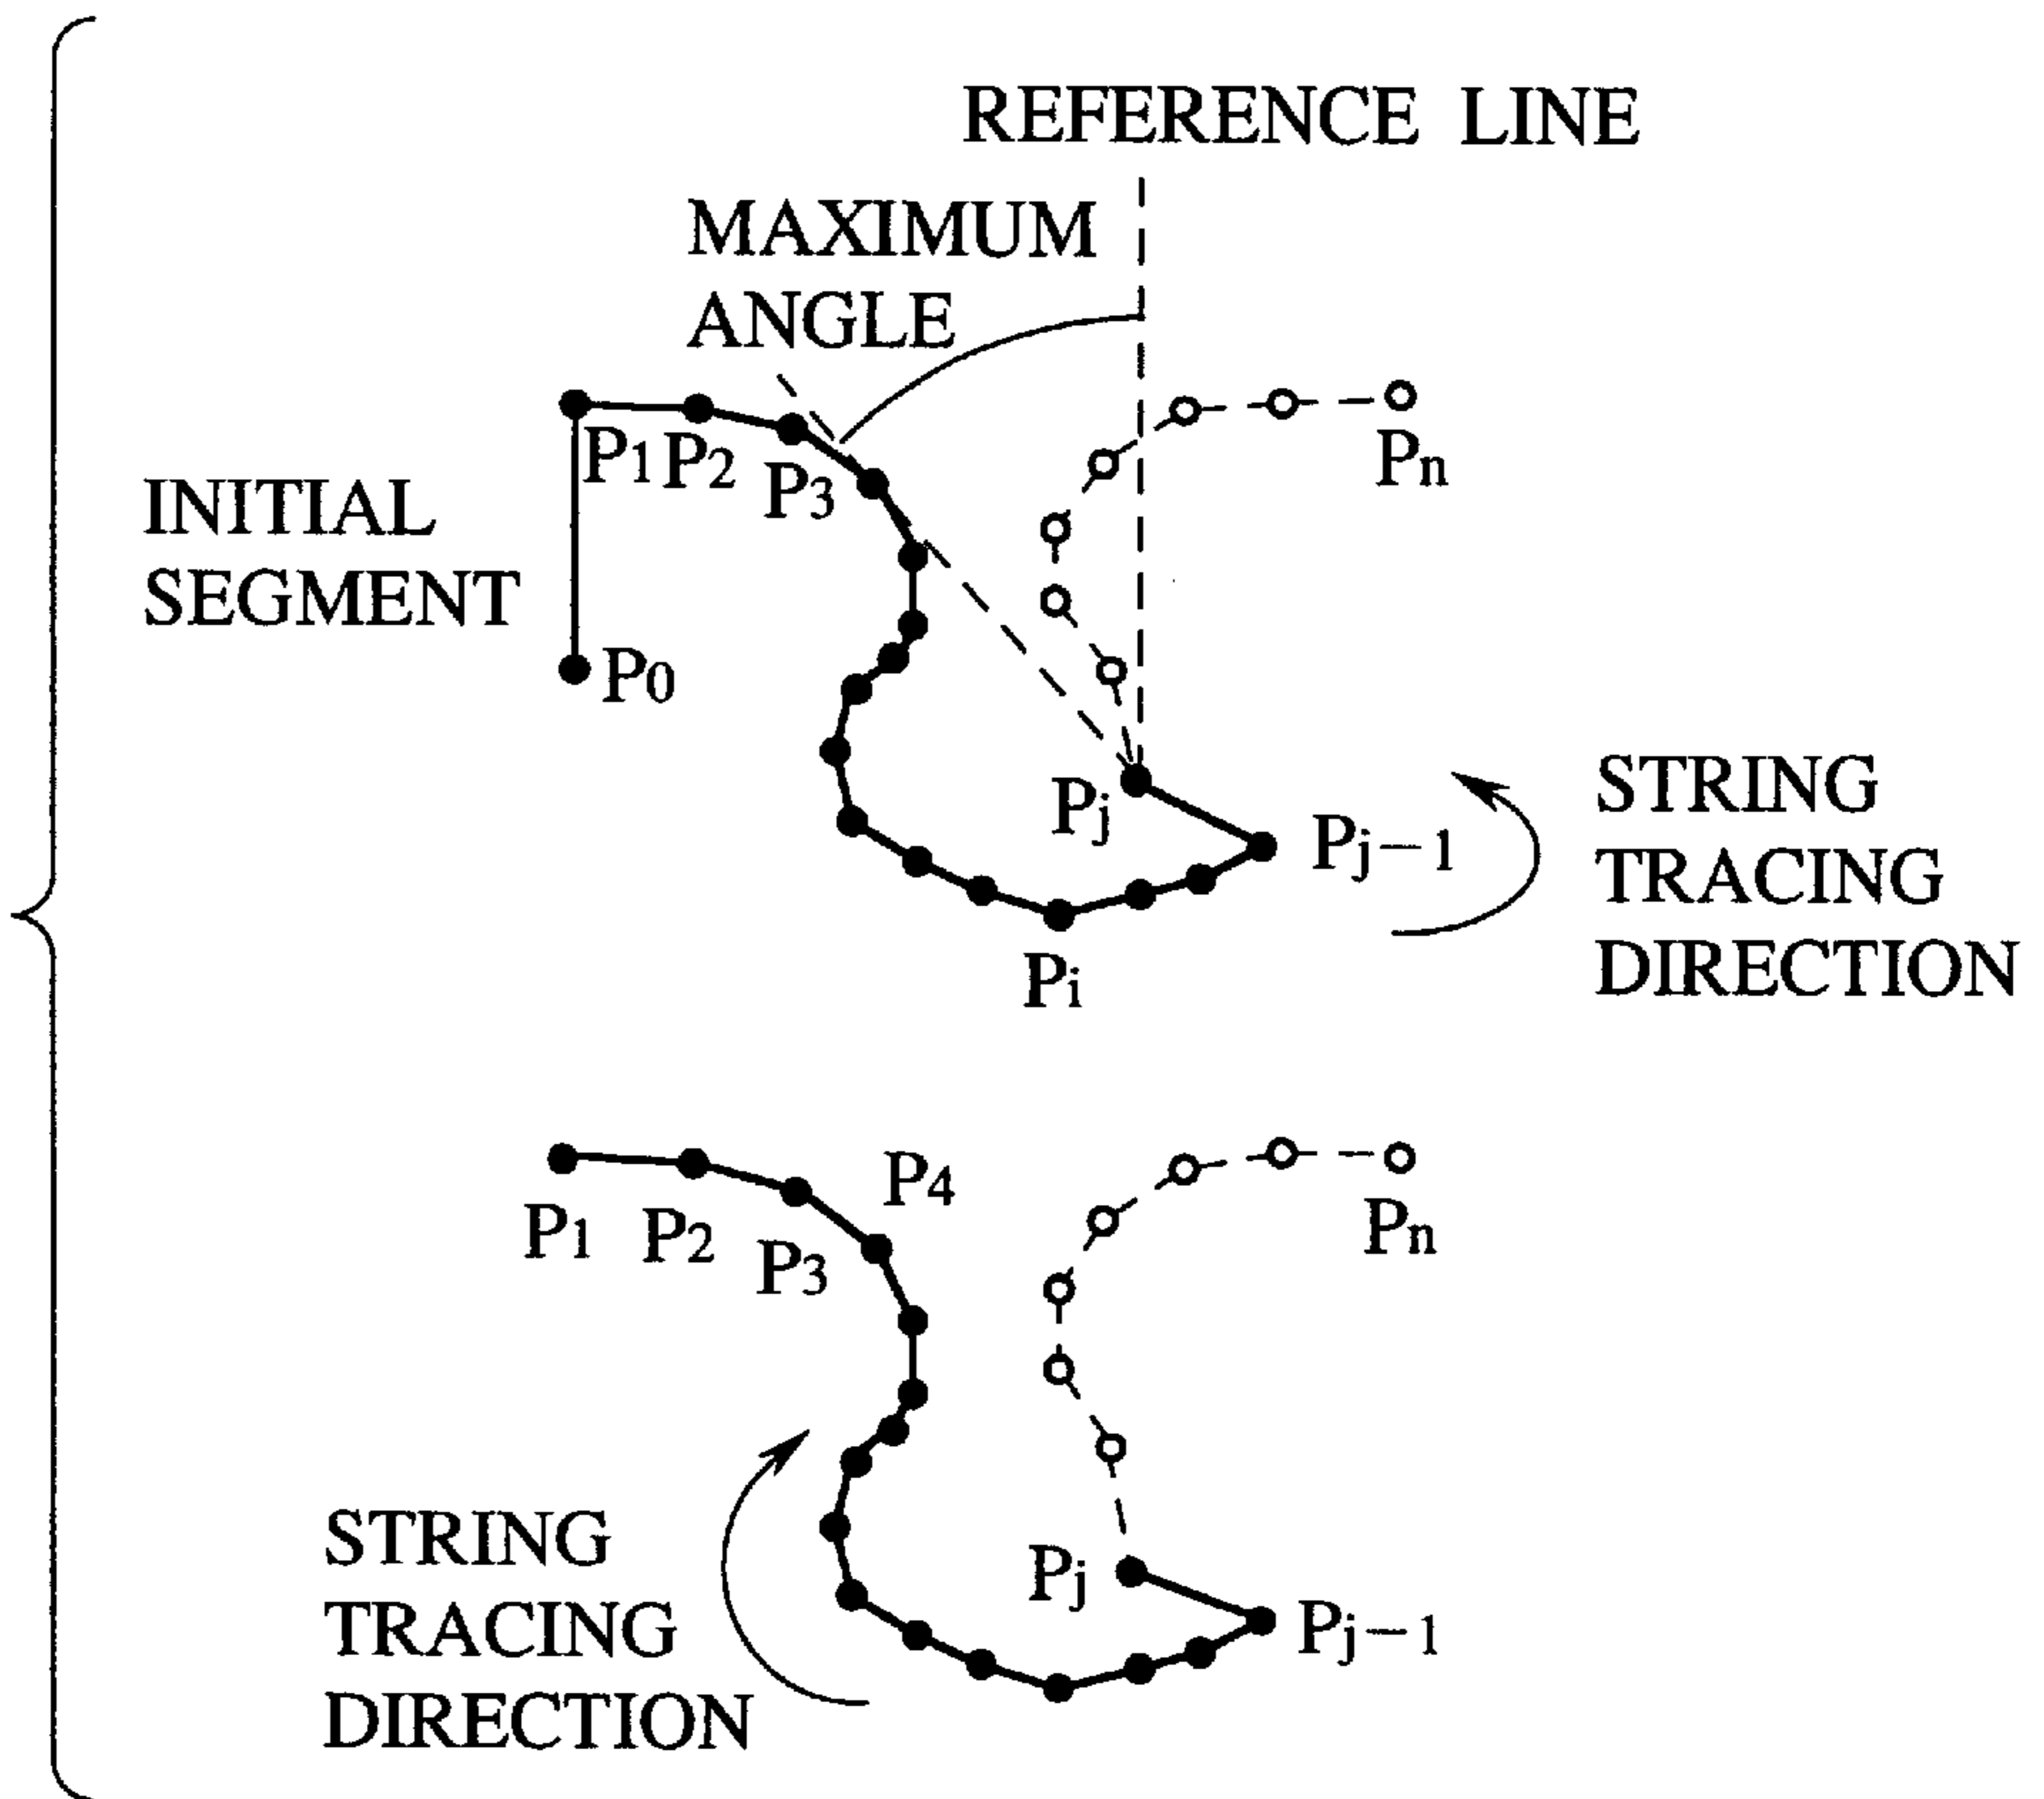 REFERENCE LINE
MAXIMUM
ANGLE
P1 P2
P3
Pn
INITIAL
SEGMENT
P0
Pj
Pj-1
STRING
TRACING
DIRECTION
Pi
P4
P1
P2
P3
Pn
STRING
TRACING
DIRECTION
Pj
Pj-1